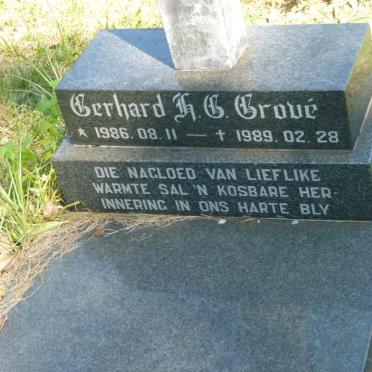 Gerhard H. G. Grové
* 1986.08.11 — † 1989.02.28
DIE NAGLOED VAN LIEFLIKE
WARMTE SAL 'N KOSBARE HER-
INNERING IN ONS HARTE BLY